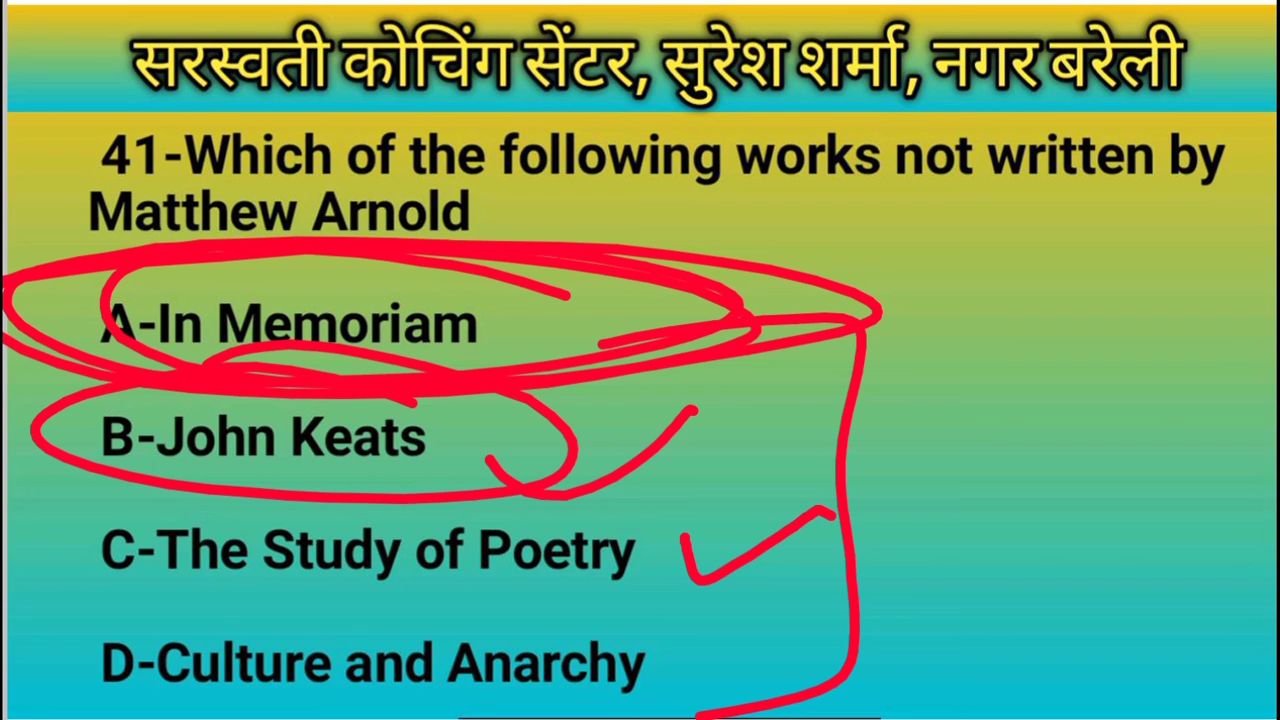 सरस्वती कोचिंग सेंटर, सुरेश शर्मा, नगर बरेली
41-Which of the following works not written by
Matthew Arnold
A-In Memoriam
B-John Keats
C-The Study of Poetry
D-Culture and Anarchy